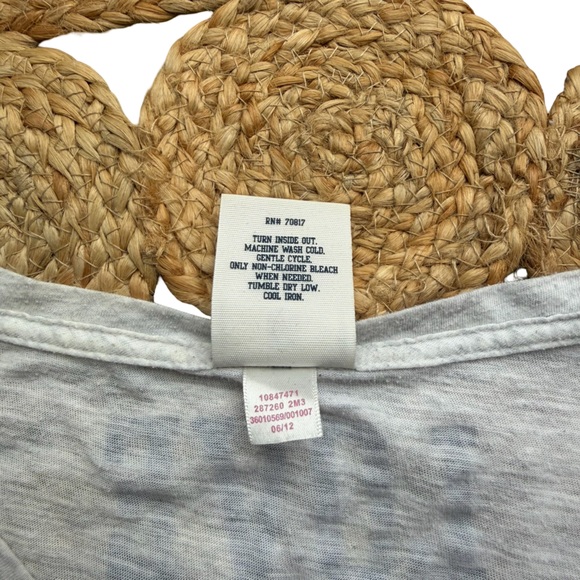 RN# 70817
TURN INSIDE OUT.
MACHINE WASH COLD.
GENTLE CYCLE.
ONLY NON-CHLORINE BLEACH
WHEN NEEDED.
TUMBLE DRY LOW.
COOL IRON.
10847471
287260 2M3
36010569/001007
06/12